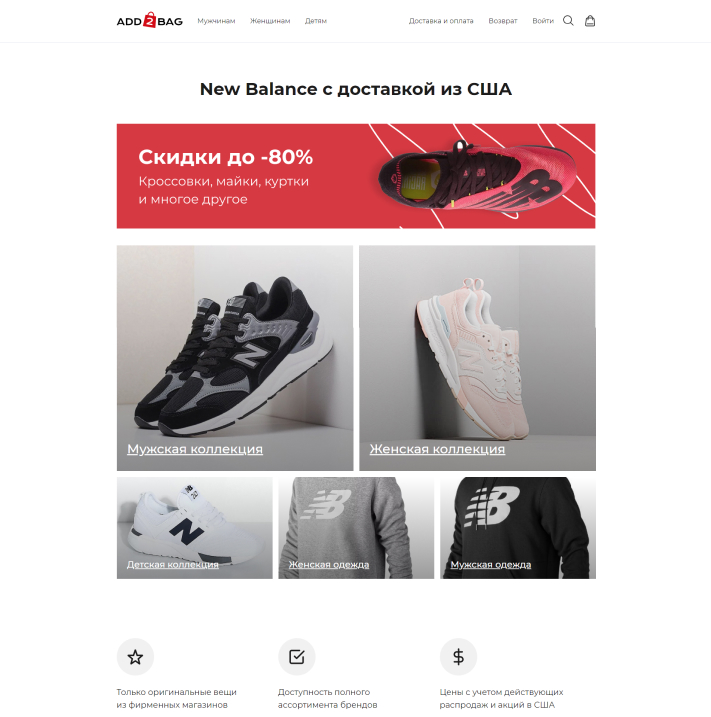 ADD2BAG
Мужчинам Женщинам Детям
Доставка и оплата Возврат Войти
New Balance с доставкой из США
Скидки до -80%
Кроссовки, майки, куртки
и многое другое
Мужская коллекция
Женская коллекция
Детская коллекция
Женская одежда
Мужская одежда
Только оригинальные вещи
из фирменных магазинов
Доступность полного
ассортимента брендов
Цены с учетом действующих
распродаж и акций в США